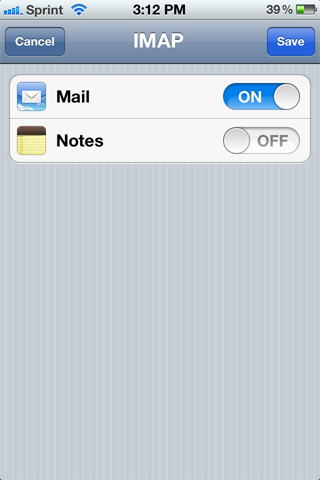 Sprint 3:12 PM 39%
Cancel IMAP Save
Mail ON
Notes OFF